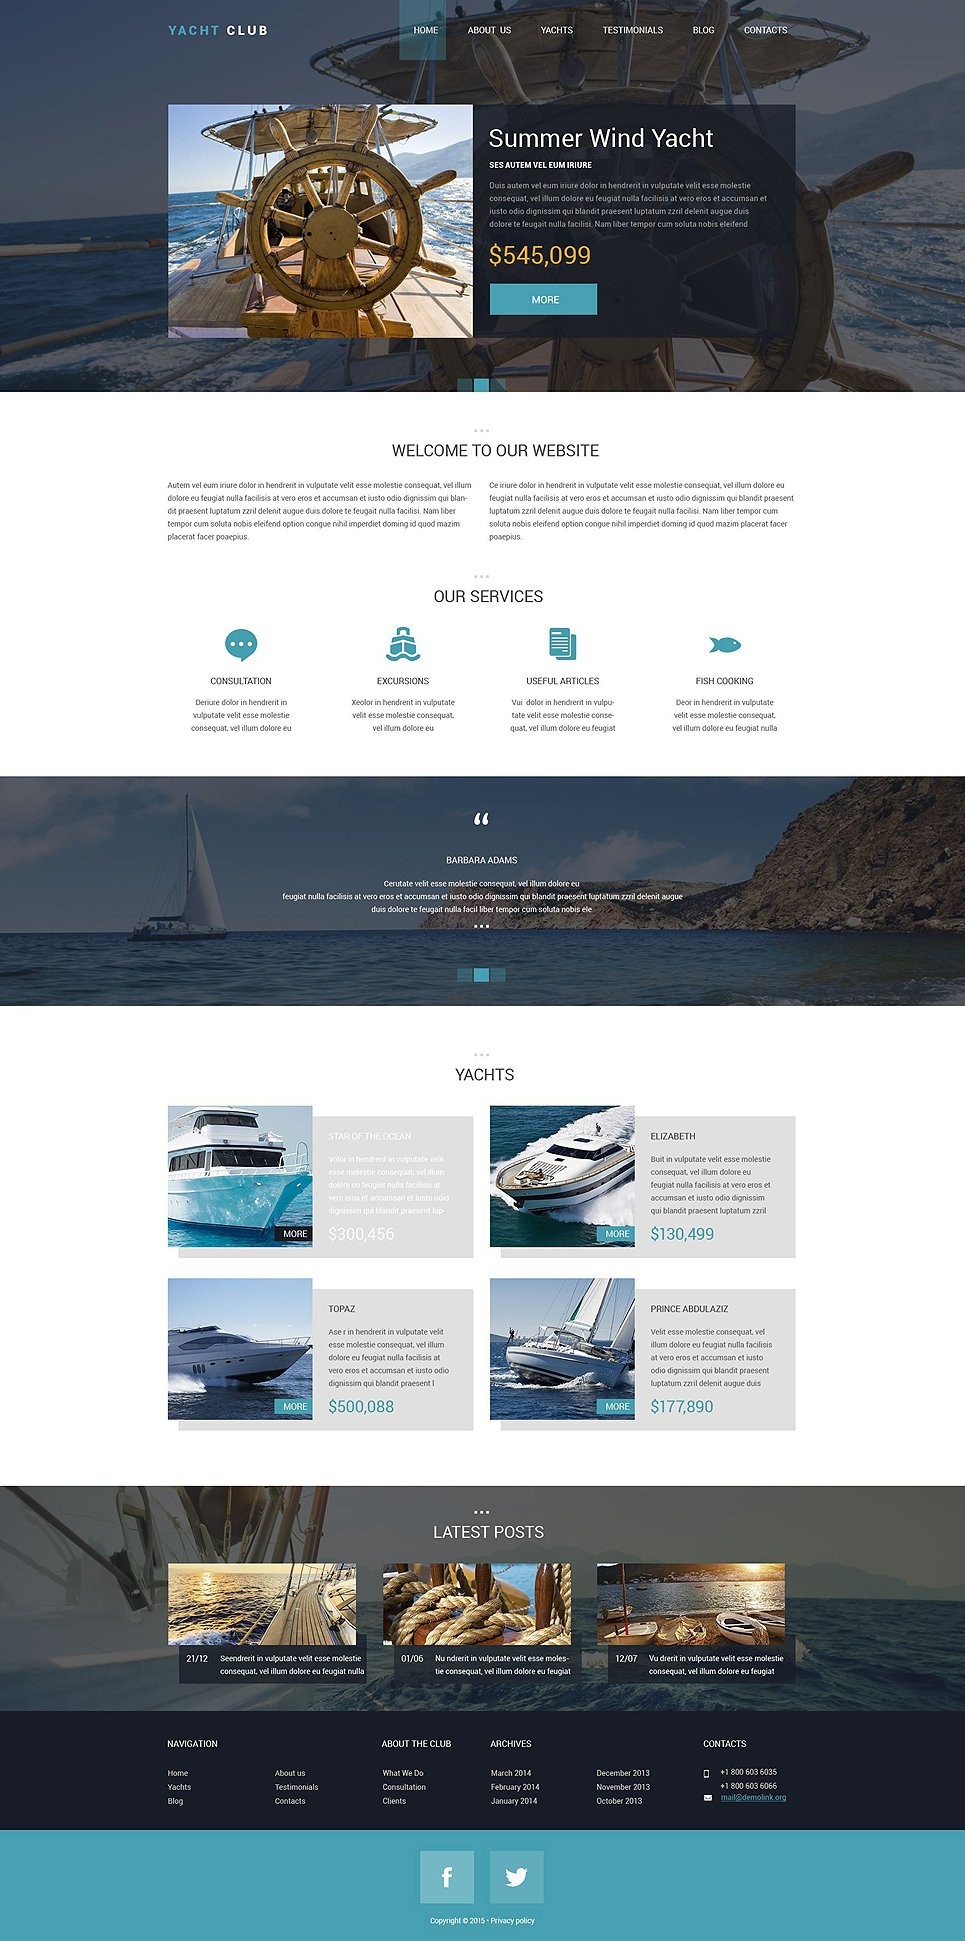 YACHT CLUB
HOME ABOUT US YACHTS TESTIMONIALS BLOG CONTACTS
Summer Wind Yacht
SES AUTEM VEL EUM IRIURE
Duis autem vel eum iriure dolor in hendrerit in vulputate velit esse molestie
consequat, vel illum dolore eu feugiat nulla facilisis at vero eros et accumsan et
iusto odio dignissim qui blandit praesent luptatum zzril delenit augue duis
dolore te feugait nulla facilisi. Nam liber tempor cum soluta nobis eleifend
$545,099
MORE
WELCOME TO OUR WEBSITE
Autem vel eum iriure dolor in hendrerit in vulputate velit esse molestie consequat, vel illum
dolore eu feugiat nulla facilisis at vero eros et accumsan et iusto odio dignissim qui blan-
dit praesent luptatum zzril delenit augue duis dolore te feugait nulla facilisi. Nam liber
tempor cum soluta nobis eleifend option congue nihil imperdiet doming id quod mazim
placerat facer poaepius.
Ce iriure dolor in hendrerit in vulputate velit esse molestie consequat, vel illum dolore eu
feugiat nulla facilisis at vero eros et accumsan et iusto odio dignissim qui blandit praesent
luptatum zzril delenit augue duis dolore te feugait nulla facilisi. Nam liber tempor cum
soluta nobis eleifend option congue nihil imperdiet doming id quod mazim placerat facer
poaepius.
OUR SERVICES
CONSULTATION
Deriure dolor in hendrerit in
vulputate velit esse molestie
consequat, vel illum dolore eu
EXCURSIONS
Xeolor in hendrerit in vulputate
velit esse molestie consequat,
vel illum dolore eu
USEFUL ARTICLES
Vui dolor in hendrerit in vulpu-
tate velit esse molestie conse-
quat, vel illum dolore eu feugiat
FISH COOKING
Deor in hendrerit in vulputate
velit esse molestie consequat,
vel illum dolore eu feugiat nulla
“
BARBARA ADAMS
Cerutate velit esse molestie consequat, vel illum dolore eu
feugiat nulla facilisis at vero eros et accumsan et iusto odio dignissim qui blandit praesent luptatum zzril delenit augue
duis dolore te feugait nulla facil liber tempor cum soluta nobis ele
YACHTS
STAR OF THE OCEAN
Volor in hendrerit in vulputate velit
esse molestie consequat, vel illum
dolore eu feugiat nulla facilisis at
vero eros et accumsan et iusto odio
dignissim qui blandit praesent lup-
$300,456
MORE
ELIZABETH
Buit in vulputate velit esse molestie
consequat, vel illum dolore eu
feugiat nulla facilisis at vero eros et
accumsan et iusto odio dignissim
qui blandit praesent luptatum zzril
$130,499
MORE
TOPAZ
Ase r in hendrerit in vulputate velit
esse molestie consequat, vel illum
dolore eu feugiat nulla facilisis at
vero eros et accumsan et iusto odio
dignissim qui blandit praesent l
$500,088
MORE
PRINCE ABDULAZIZ
Velit esse molestie consequat, vel
illum dolore eu feugiat nulla facilisis
at vero eros et accumsan et iusto
odio dignissim qui blandit praesent
luptatum zzril delenit augue duis
$177,890
MORE
LATEST POSTS
21/12
Seendrerit in vulputate velit esse molestie
consequat, vel illum dolore eu feugiat nulla
01/06
Nu ndrerit in vulputate velit esse moles-
tie consequat, vel illum dolore eu feugiat
12/07
Vu drerit in vulputate velit esse molestie
consequat, vel illum dolore eu feugiat
NAVIGATION
Home
Yachts
Blog
About us
Testimonials
Contacts
ABOUT THE CLUB
What We Do
Consultation
Clients
ARCHIVES
March 2014
February 2014
January 2014
December 2013
November 2013
October 2013
CONTACTS
+1 800 603 6035
+1 800 603 6066
mail@demolink.org
f
Copyright © 2015 • Privacy policy